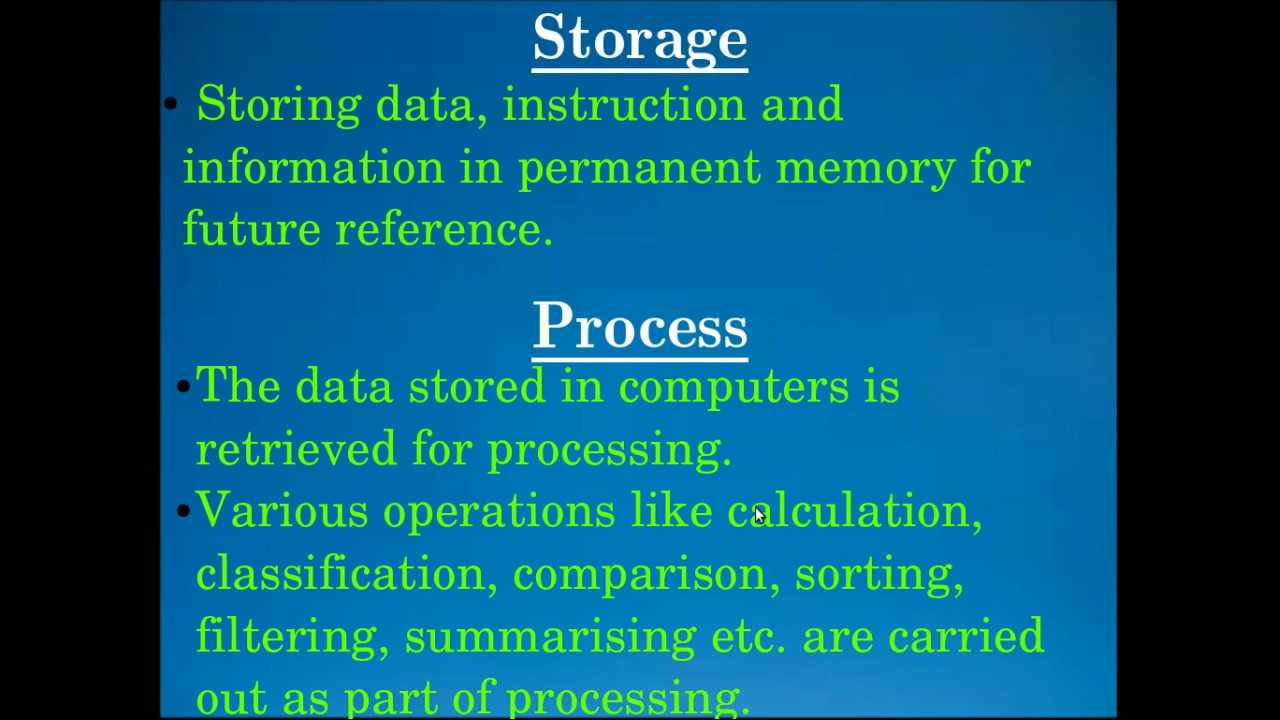 Storage
• Storing data, instruction and
information in permanent memory for
future reference.
Process
•The data stored in computers is
retrieved for processing.
•Various operations like calculation,
classification, comparison, sorting,
filtering, summarising etc. are carried
out as part of processing.